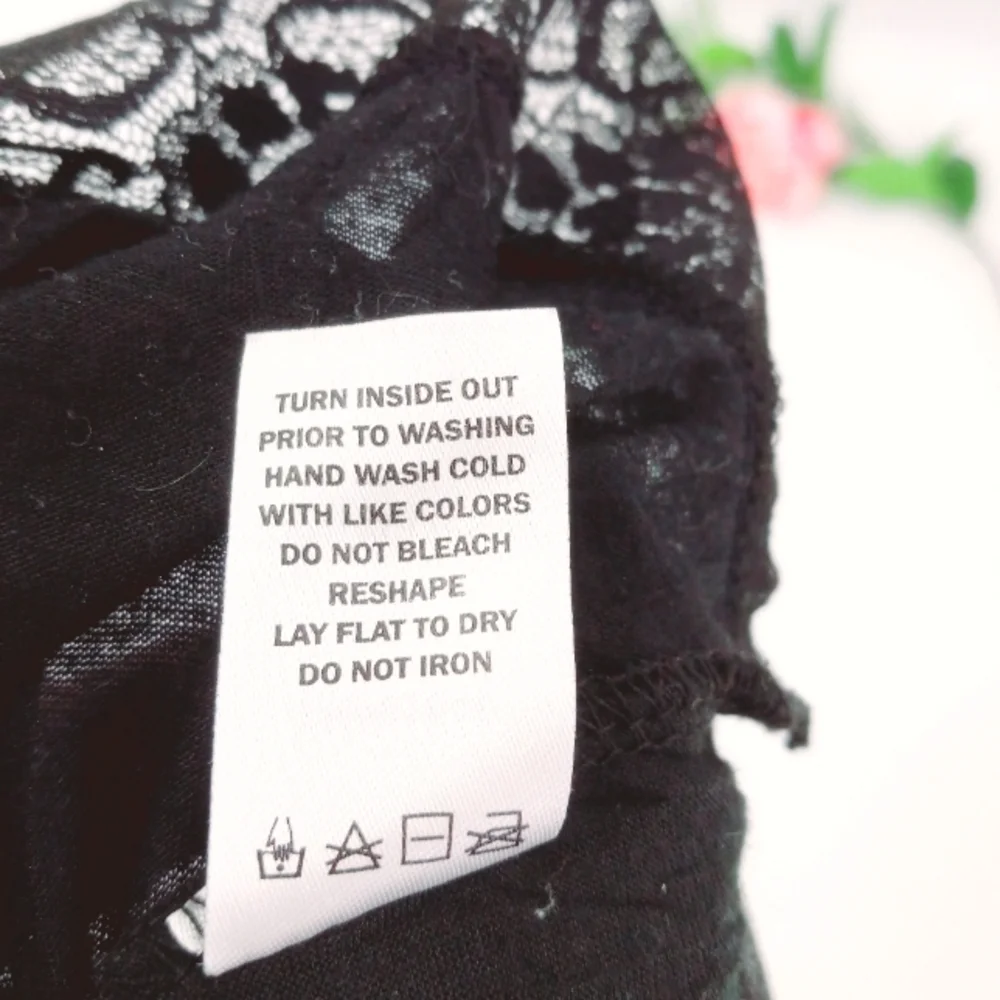 TURN INSIDE OUT
PRIOR TO WASHING
HAND WASH COLD
WITH LIKE COLORS
DO NOT BLEACH
RESHAPE
LAY FLAT TO DRY
DO NOT IRON